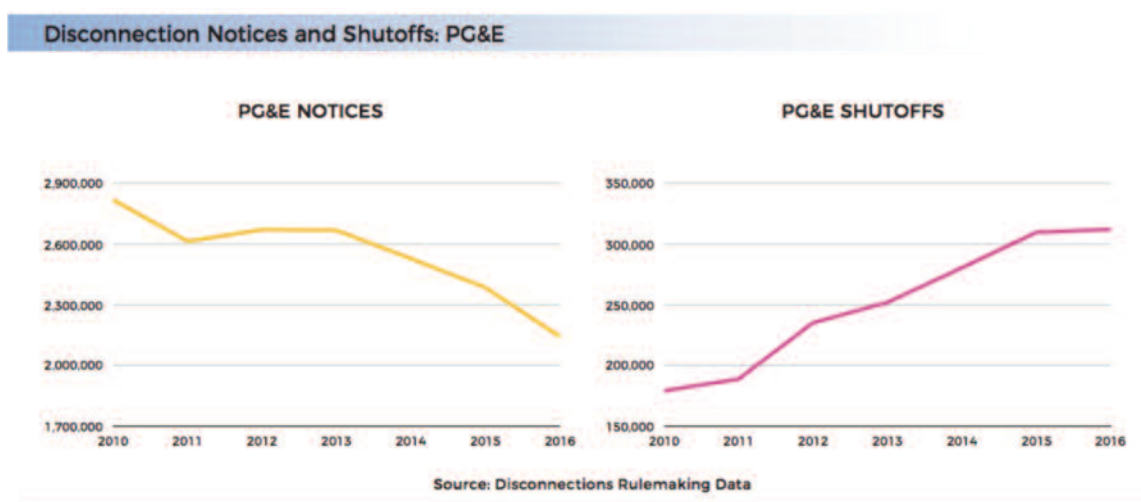 Disconnection Notices and Shutoffs: PG&E
PG&E NOTICES
2,900,000
2,600,000
2,300,000
2,000,000
1,700,000
2010 2011 2012 2013 2014 2015 2016
PG&E SHUTOFFS
350,000
300,000
250,000
200,000
150,000
2010 2011 2012 2013 2014 2015 2016
Source: Disconnections Rulemaking Data